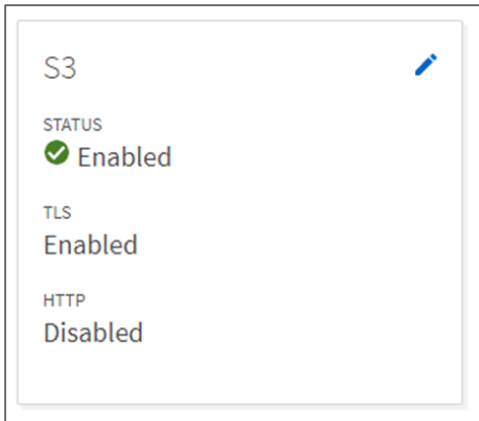 S3
STATUS
Enabled
TLS
Enabled
HTTP
Disabled